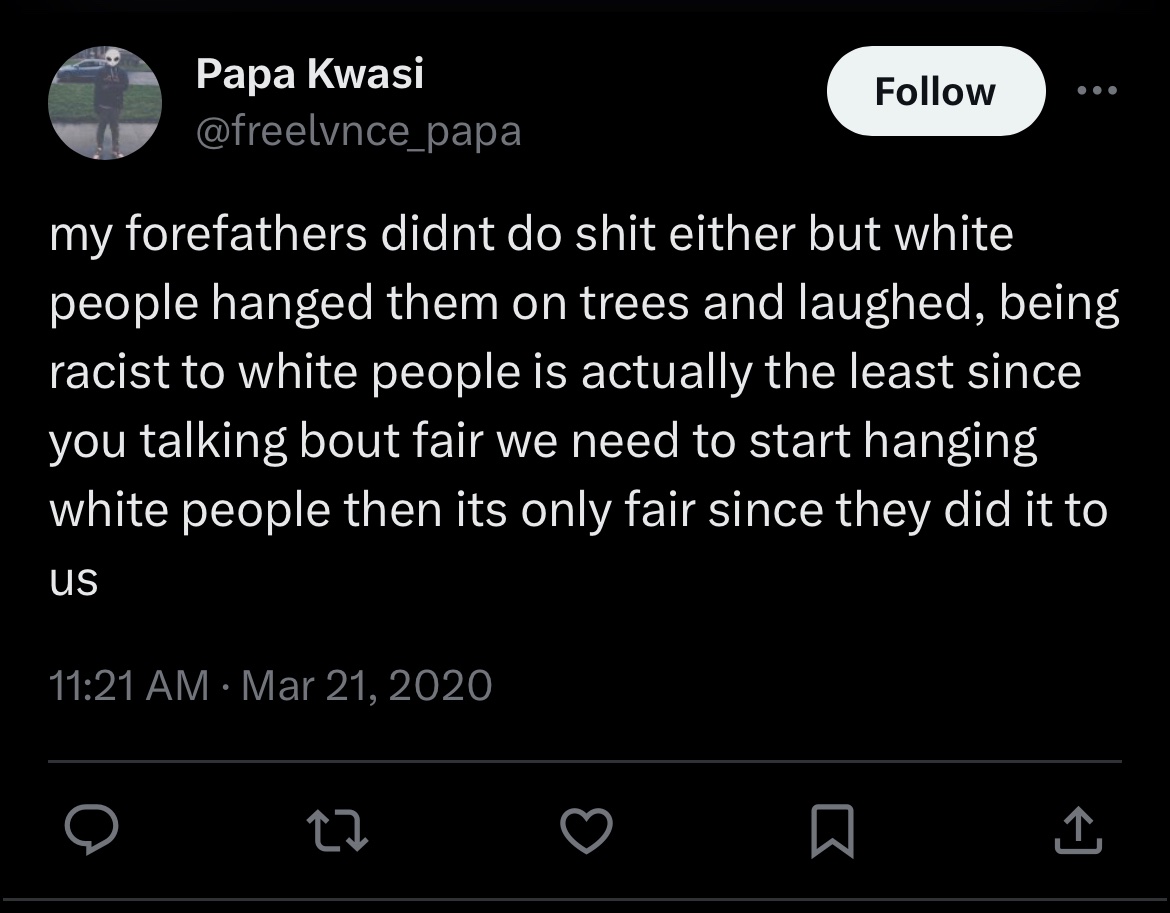 Papa Kwasi
@freelvnce_papa
Follow
my forefathers didnt do shit either but white
people hanged them on trees and laughed, being
racist to white people is actually the least since
you talking bout fair we need to start hanging
white people then its only fair since they did it to
us
11:21 AM · Mar 21, 2020